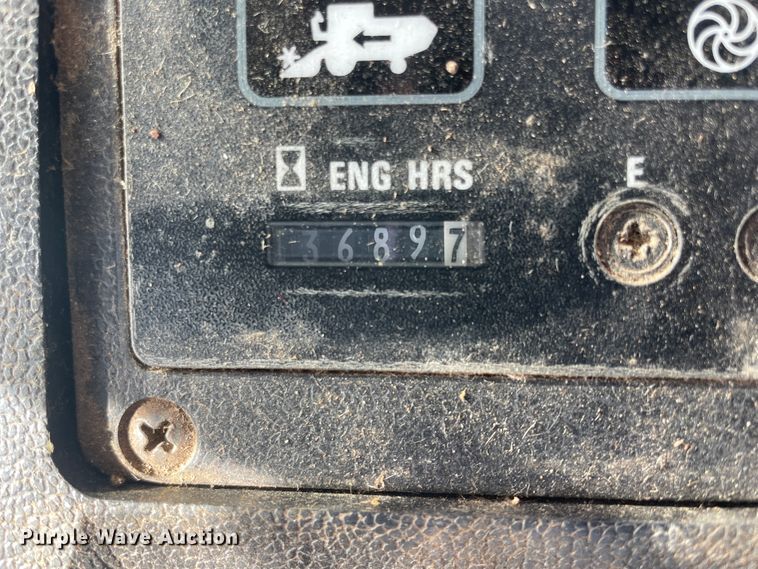 ENG HRS
E
36897
Purple Wave Auction